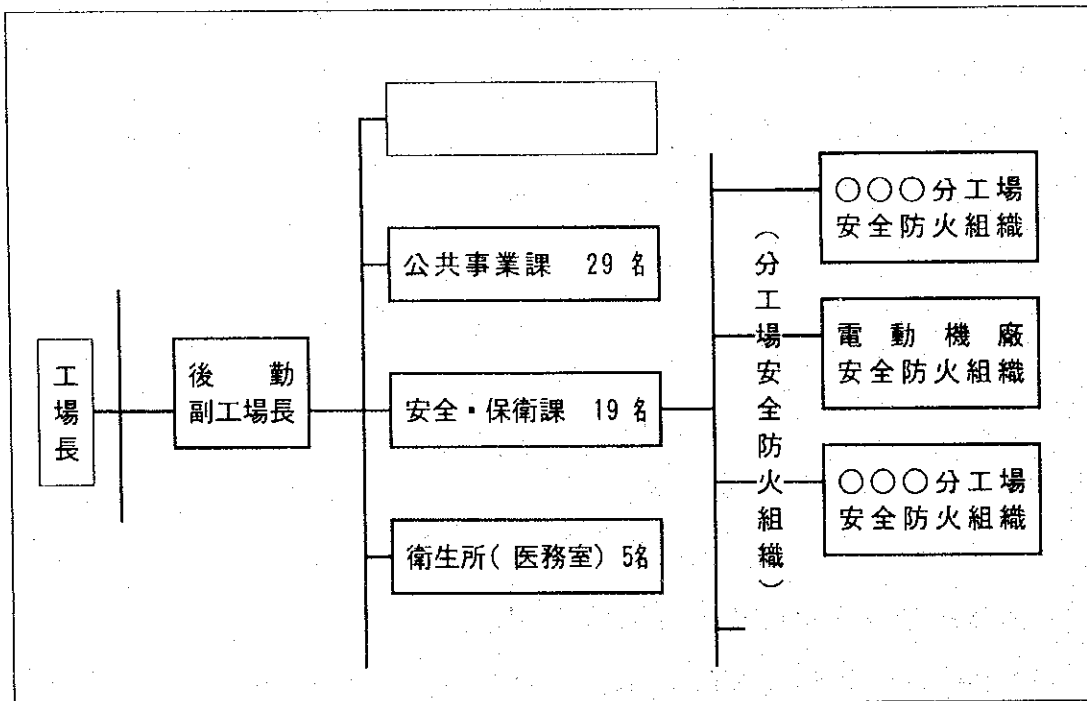 工場長
後勤
副工場長
公共事業課 29名
安全・保衛課 19名
衛生所(医務室)5名
(分工場安全防火組織)
○○○分工場
安全防火組織
電動機廠
安全防火組織
○○○分工場
安全防火組織